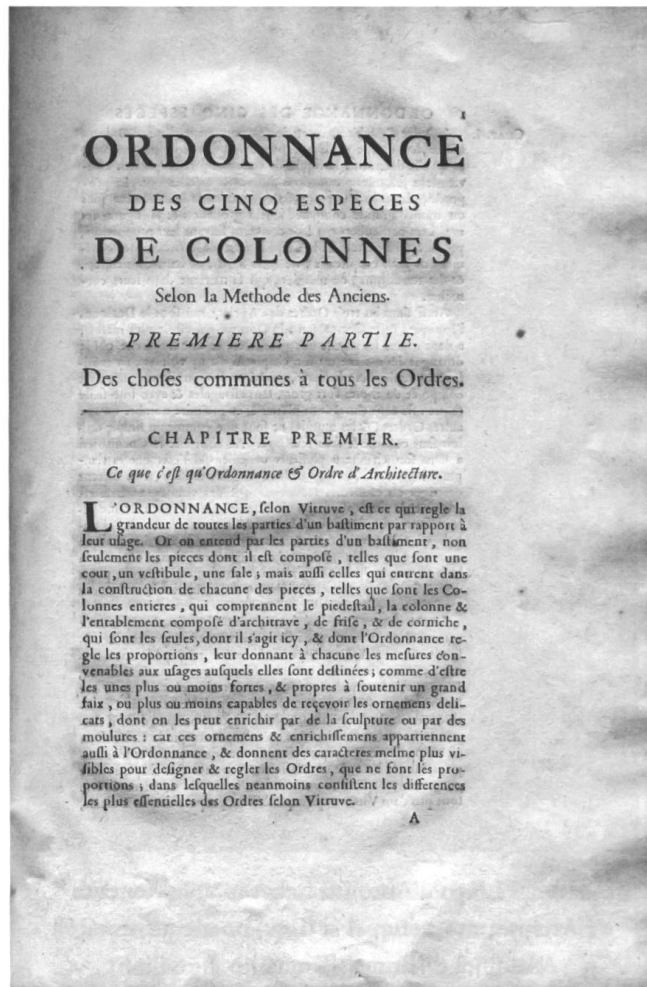 1
ORDONNANCE
DES CINQ ESPECES
DE COLONNES
Selon la Methode des Anciens.
PREMIERE PARTIE.
Des choſes communes à tous les Ordres.
CHAPITRE PREMIER.
Ce que c'eſt qu'Ordonnance & Ordre d'Architecture.
L'ORDONNANCE, ſelon Vitruve, eſt ce qui regle la
grandeur de toutes les parties d'un baſtiment par rapport à
leur uſage. Or on entend par les parties d'un baſtiment, non
ſeulement les pieces dont il eſt compoſé, telles que ſont une
cour, un veſtibule, une ſale; mais auſſi celles qui entrent dans
la conſtruction de chacune des pieces, telles que ſont les Co-
lonnes entieres, qui comprennent le piedeſtail, la colonne &
l'entablement compoſé d'architrave, de friſe, & de corniche,
qui ſont les ſeules, dont il s'agit icy, & dont l'Ordonnance re-
gle les proportions, leur donnant à chacune les meſures con-
venables aux uſages auſquels elles ſont deſtinées; comme d'eſtre
les unes plus ou moins fortes, & propres à ſoutenir un grand
faix, ou plus ou moins capables de reçevoir les ornemens deli-
cats, dont on les peut enrichir par de la ſculpture ou par des
moulures: car ces ornemens & enrichiſſemens appartiennent
auſſi à l'Ordonnance, & donnent des caracteres meſme plus vi-
ſibles pour deſigner & regler les Ordres, que ne font les pro-
portions; dans leſquelles neanmoins conſiſtent les differences
les plus eſſentielles des Ordres ſelon Vitruve.
A